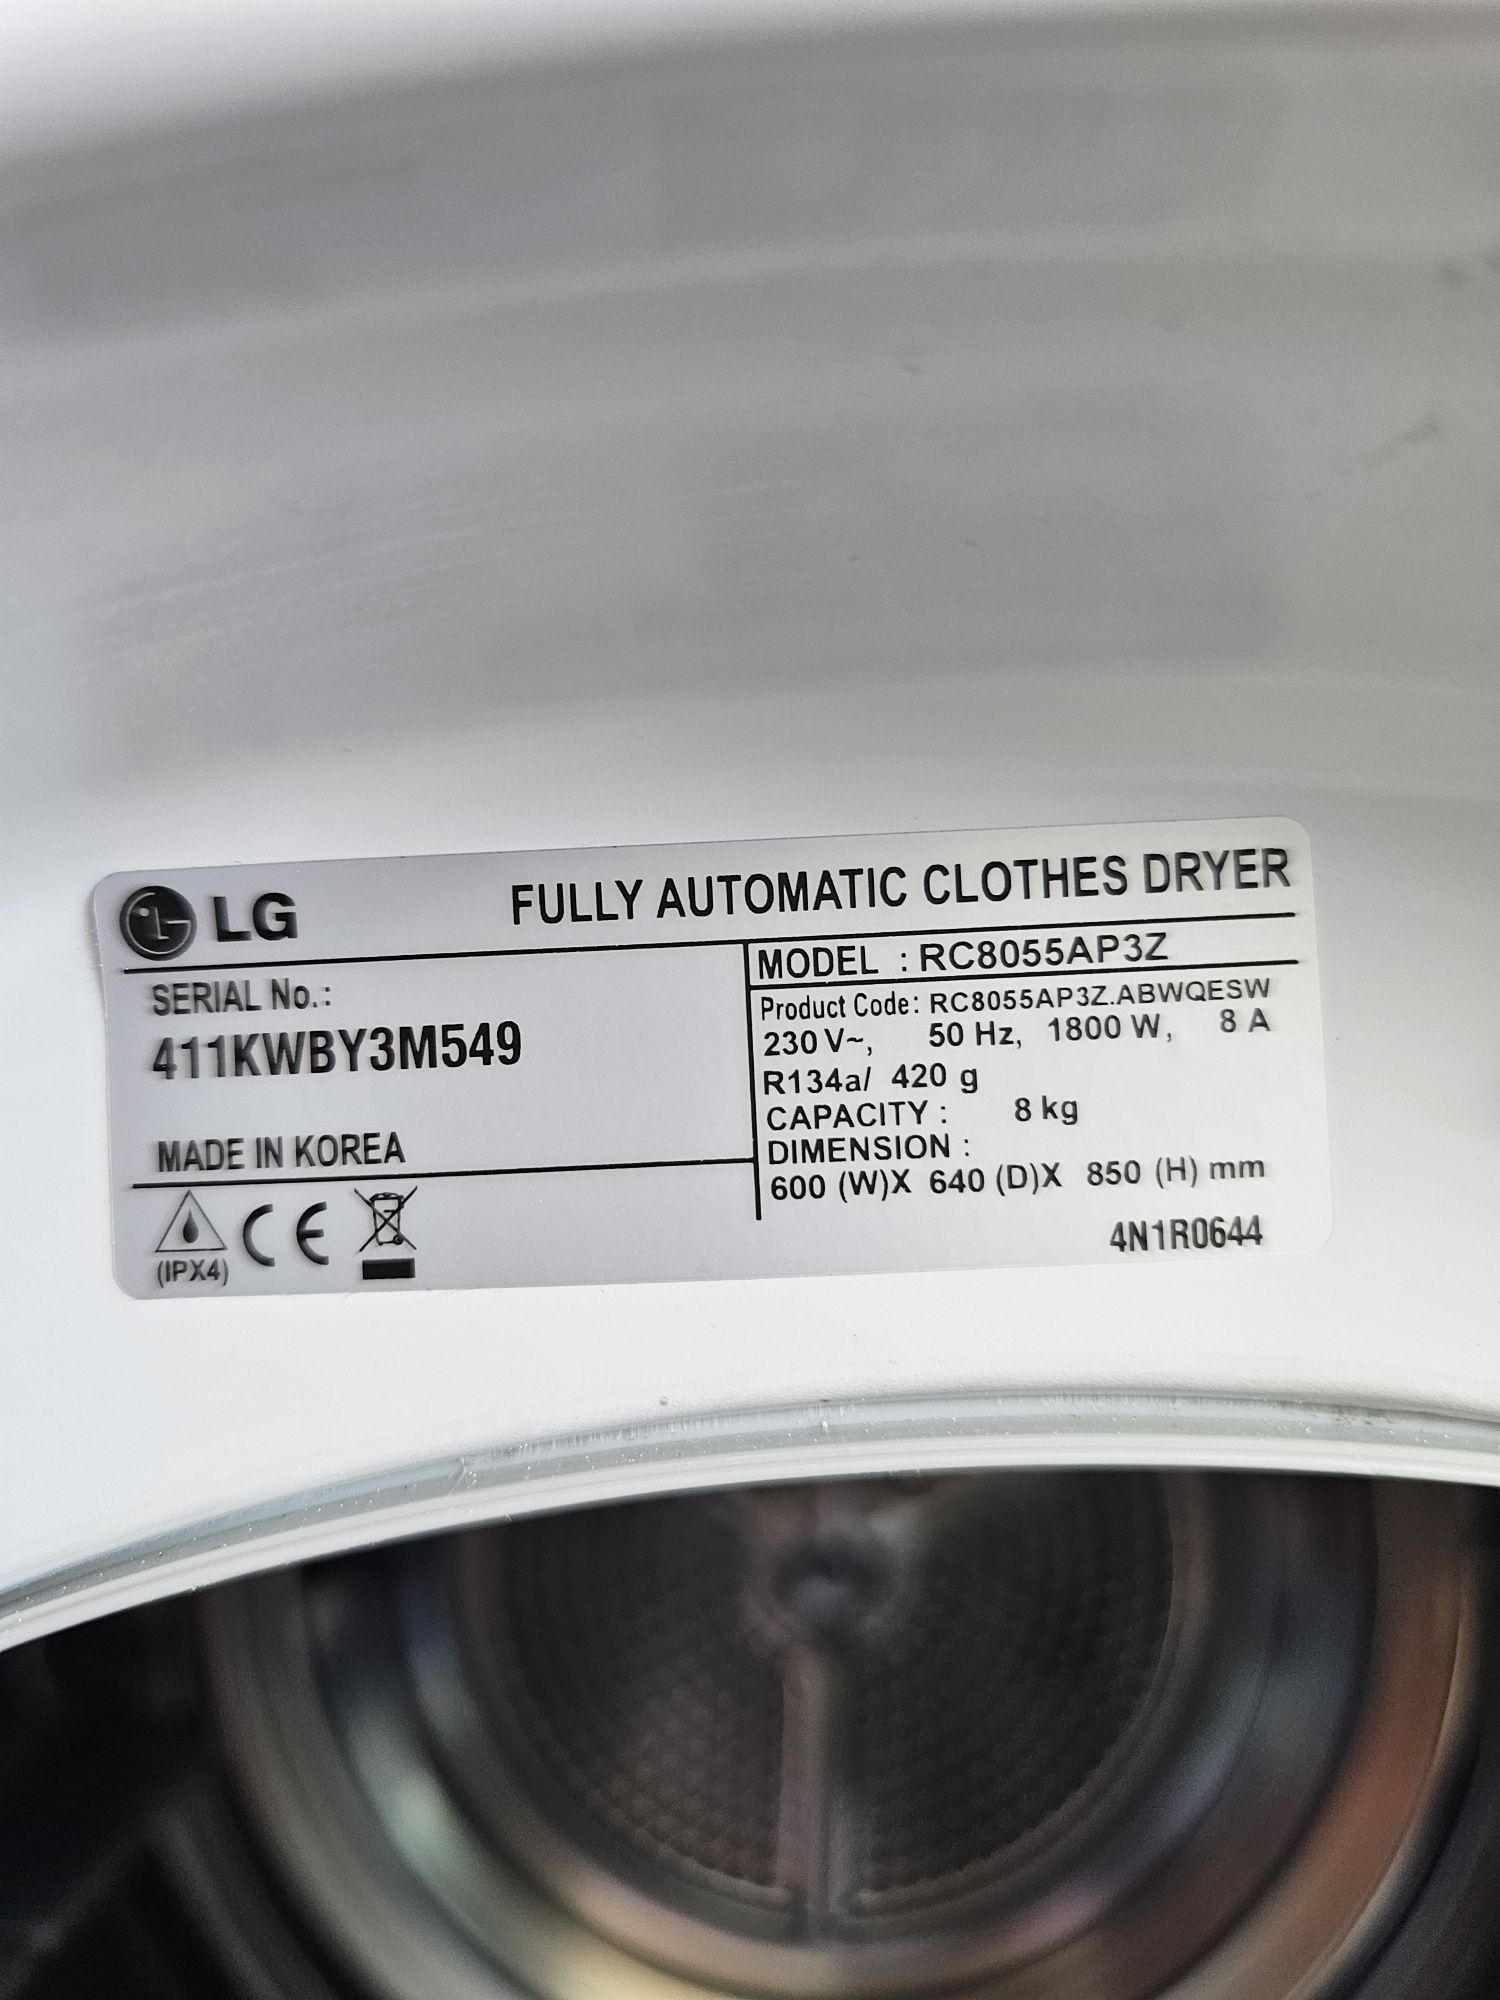 LG
FULLY AUTOMATIC CLOTHES DRYER
SERIAL No.:
411KWBY3M549
MADE IN KOREA
(IPX4)
CE
MODEL : RC8055AP3Z
Product Code: RC8055AP3Z.ABWQESW
230 V~, 50 Hz, 1800 W, 8 A
R134a/ 420 g
CAPACITY : 8 kg
DIMENSION :
600 (W)X 640 (D)X 850 (H) mm
4N1R0644